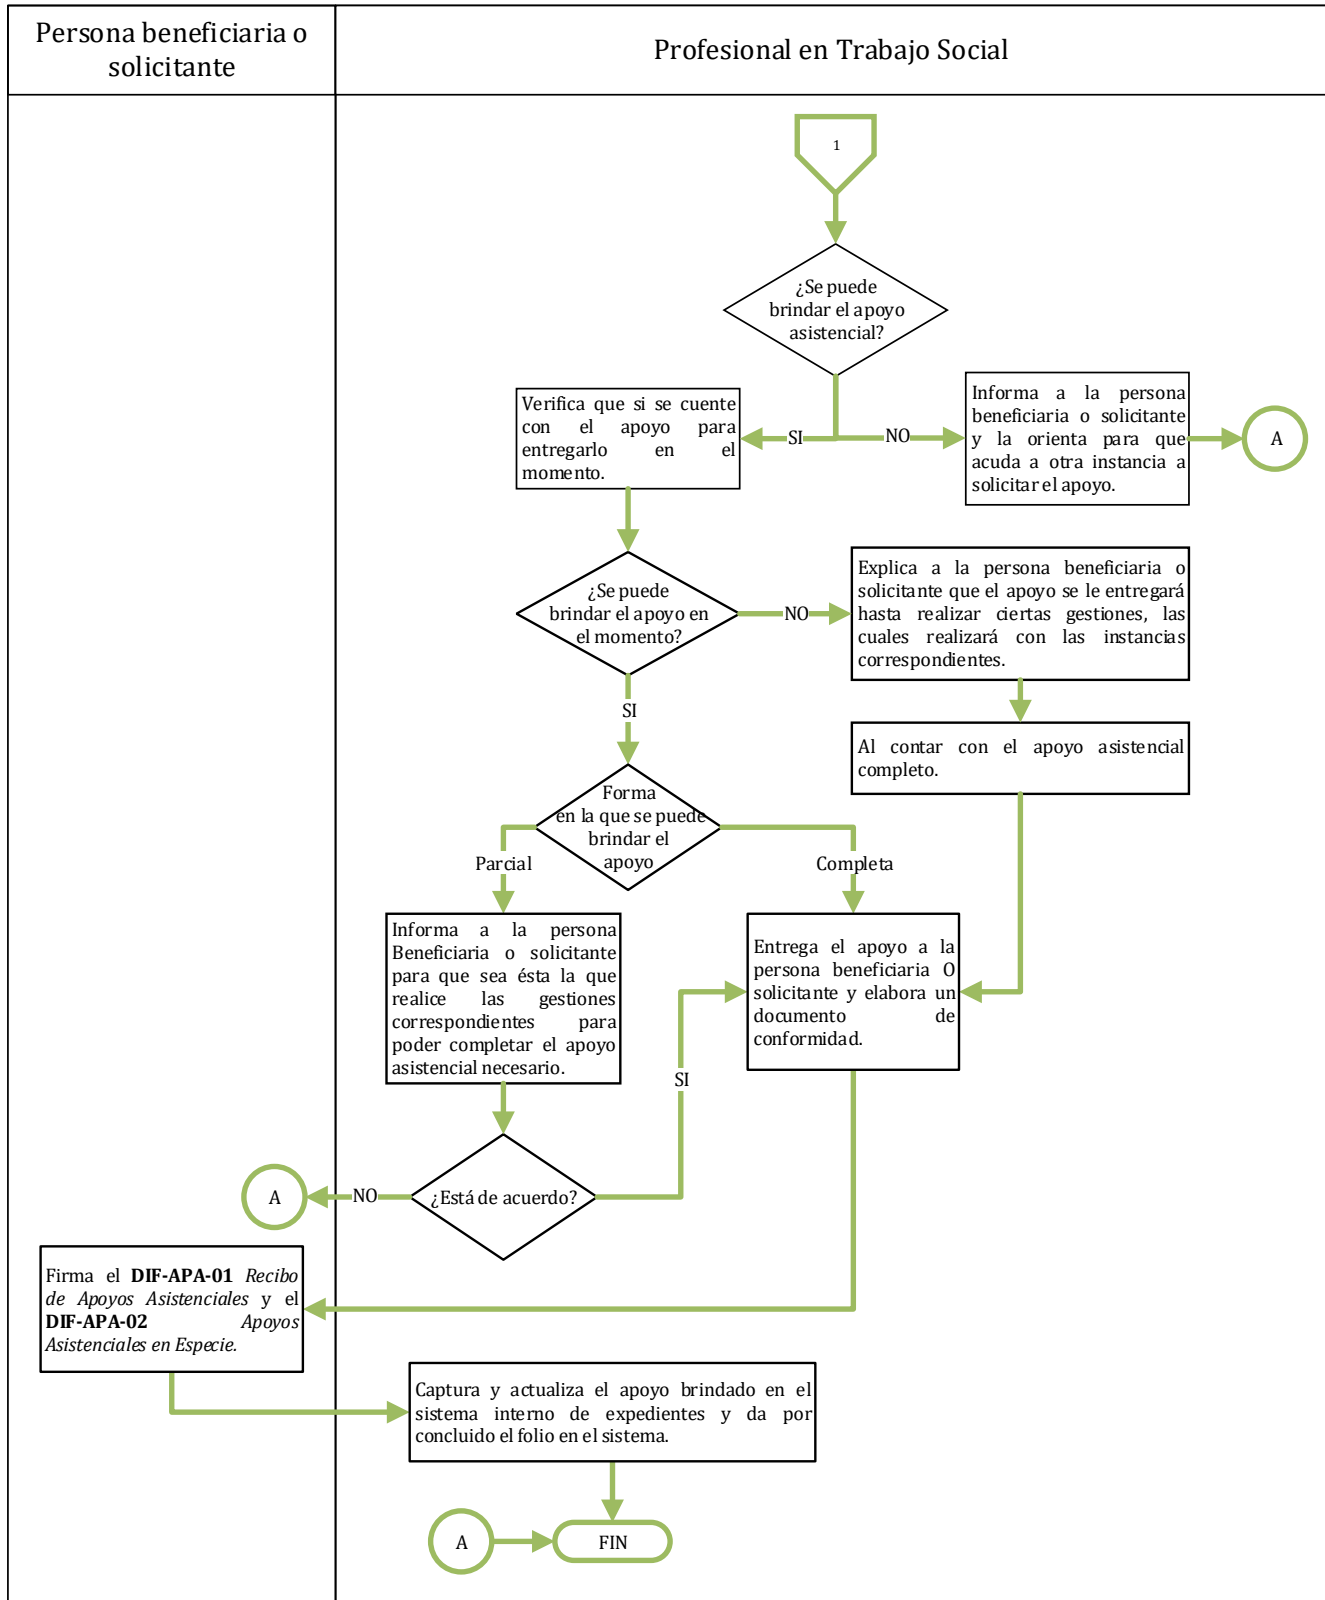 Persona beneficiaria o
solicitante
Profesional en Trabajo Social
1
¿Se puede
brindar el apoyo
asistencial?
Verifica que si se cuente
con el apoyo para
entregarlo en el
momento.
SI
NO
Informa a la persona
beneficiaria o solicitante
y la orienta para que
acuda a otra instancia a
solicitar el apoyo.
A
¿Se puede
brindar el apoyo en
el momento?
NO
Explica a la persona beneficiaria o
solicitante que el apoyo se le entregará
hasta realizar ciertas gestiones, las
cuales realizará con las instancias
correspondientes.
SI
Al contar con el apoyo asistencial
completo.
Forma
en la que se puede
brindar el
apoyo
Parcial
Completa
Informa a la persona
Beneficiaria o solicitante
para que sea ésta la que
realice las gestiones
correspondientes para
poder completar el apoyo
asistencial necesario.
Entrega el apoyo a la
persona beneficiaria O
solicitante y elabora un
documento de
conformidad.
SI
A
NO
¿Está de acuerdo?
Firma el DIF-APA-01 Recibo
de Apoyos Asistenciales y el
DIF-APA-02 Apoyos
Asistenciales en Especie.
Captura y actualiza el apoyo brindado en el
sistema interno de expedientes y da por
concluido el folio en el sistema.
A
FIN